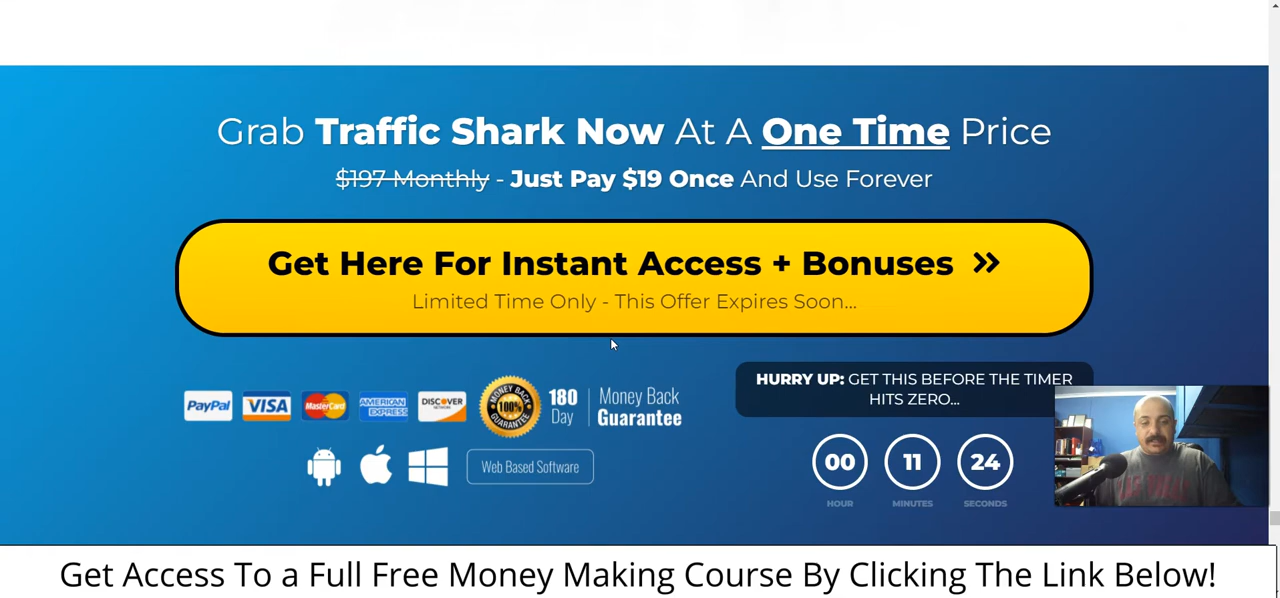 Grab Traffic Shark Now At A One Time Price
$197 Monthly - Just Pay $19 Once And Use Forever
Get Here For Instant Access + Bonuses »
Limited Time Only - This Offer Expires Soon...
PayPal VISA MasterCard AMERICAN EXPRESS DISCOVER NETWORK
MONEY BACK 100% GUARANTEE
180 Day
Money Back Guarantee
Web Based Software
HURRY UP: GET THIS BEFORE THE TIMER
HITS ZERO...
00 11 24
HOUR MINUTES SECONDS
Get Access To a Full Free Money Making Course By Clicking The Link Below!